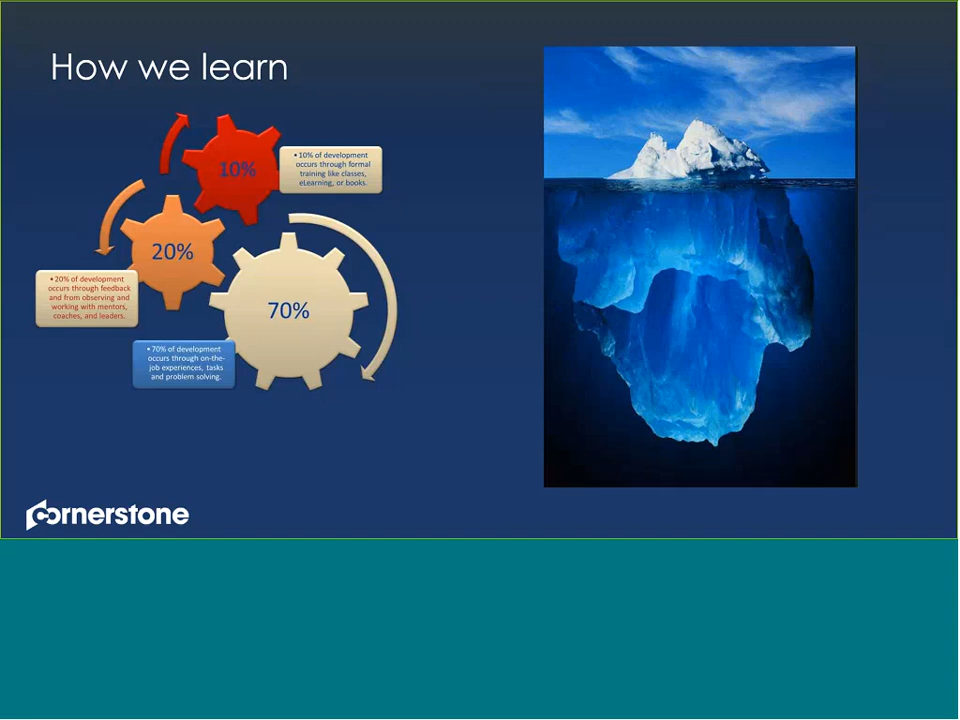 How we learn
10%
• 10% of development
occurs through formal
training like classes,
eLearning, or books.
20%
• 20% of development
occurs through feedback
and from observing and
working with mentors,
coaches, and leaders.
70%
• 70% of development
occurs through on-the-
job experiences, tasks
and problem solving.
cornerstone